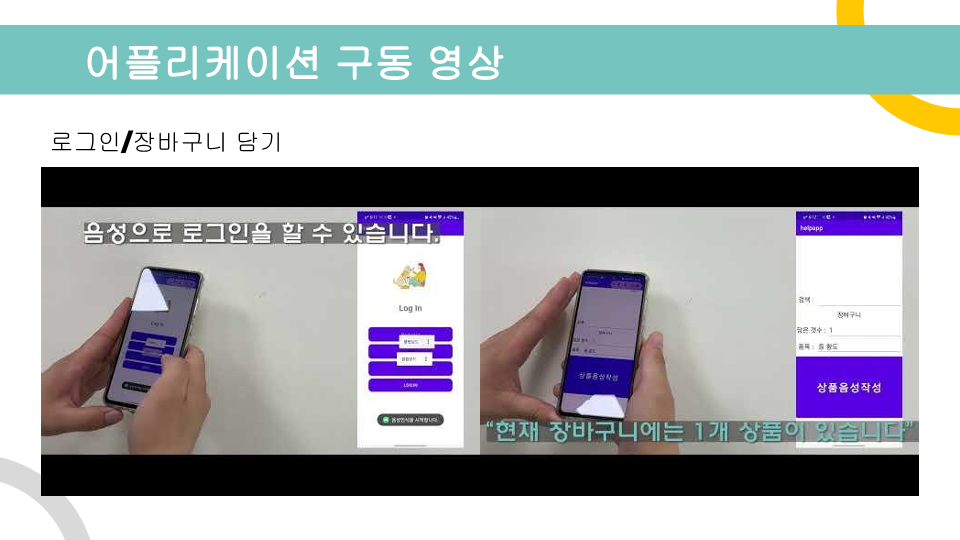 어플리케이션 구동 영상
로그인/장바구니 담기
음성으로 로그인을 할 수 있습니다.
Log In
LOGIN
음성인식을 시작합니다.
helpapp
검색 :
장바구니
담은 갯수 : 1
품목 :
상품음성작성
상품음성작성
“현재 장바구니에는 1개 상품이 있습니다”